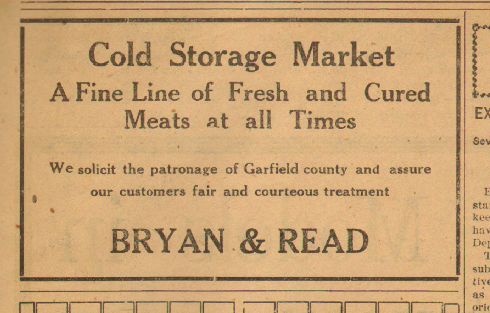 Cold Storage Market
A Fine Line of Fresh and Cured
Meats at all Times
We solicit the patronage of Garfield county and assure
our customers fair and courteous treatment
BRYAN & READ
EX
Sev
sta
kee
hav
Dep
T
sub
tive
as
orie